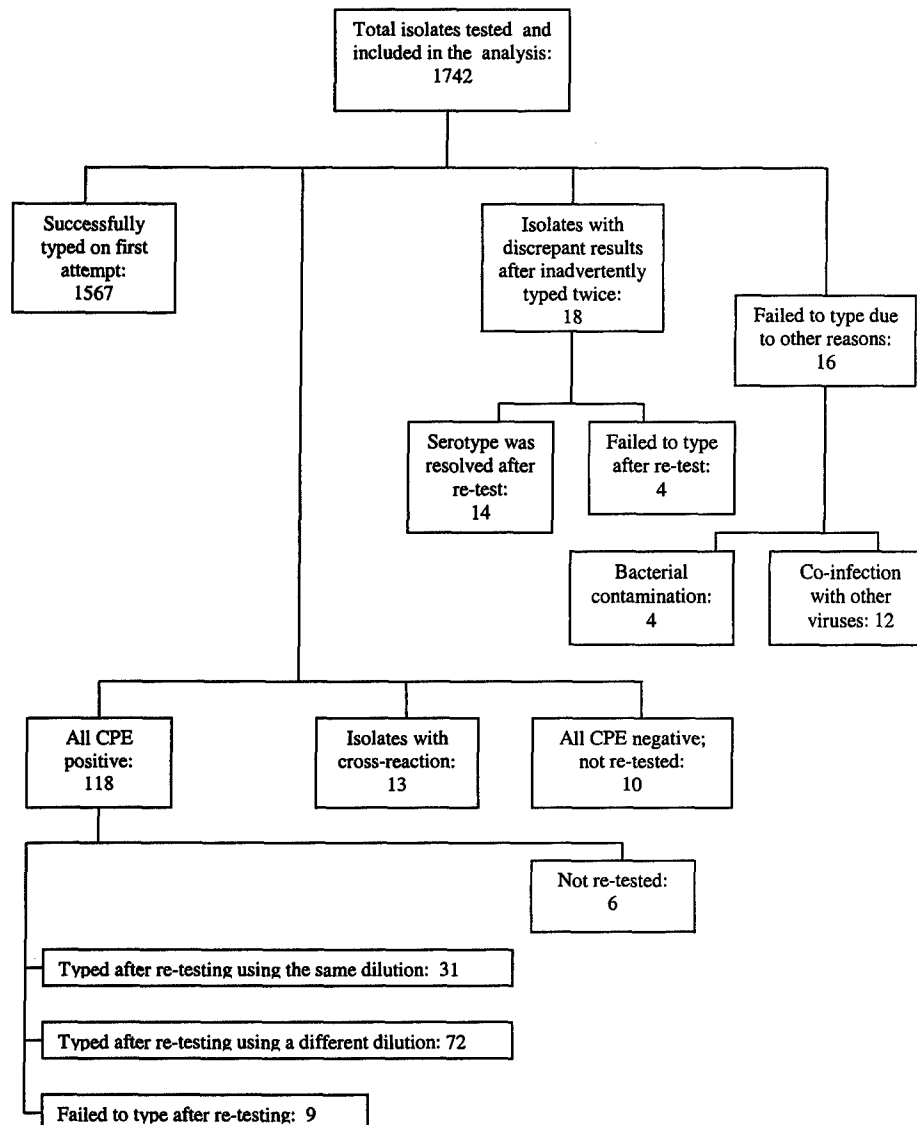 Total isolates tested and
included in the analysis:
1742
Successfully
typed on first
attempt:
1567
Isolates with
discrepant results
after inadvertently
typed twice:
18
Failed to type due
to other reasons:
16
Serotype was
resolved after
re-test:
14
Failed to type
after re-test:
4
Bacterial
contamination:
4
Co-infection
with other
viruses: 12
All CPE
positive:
118
Isolates with
cross-reaction:
13
All CPE negative;
not re-tested:
10
Not re-tested:
6
Typed after re-testing using the same dilution: 31
Typed after re-testing using a different dilution: 72
Failed to type after re-testing: 9